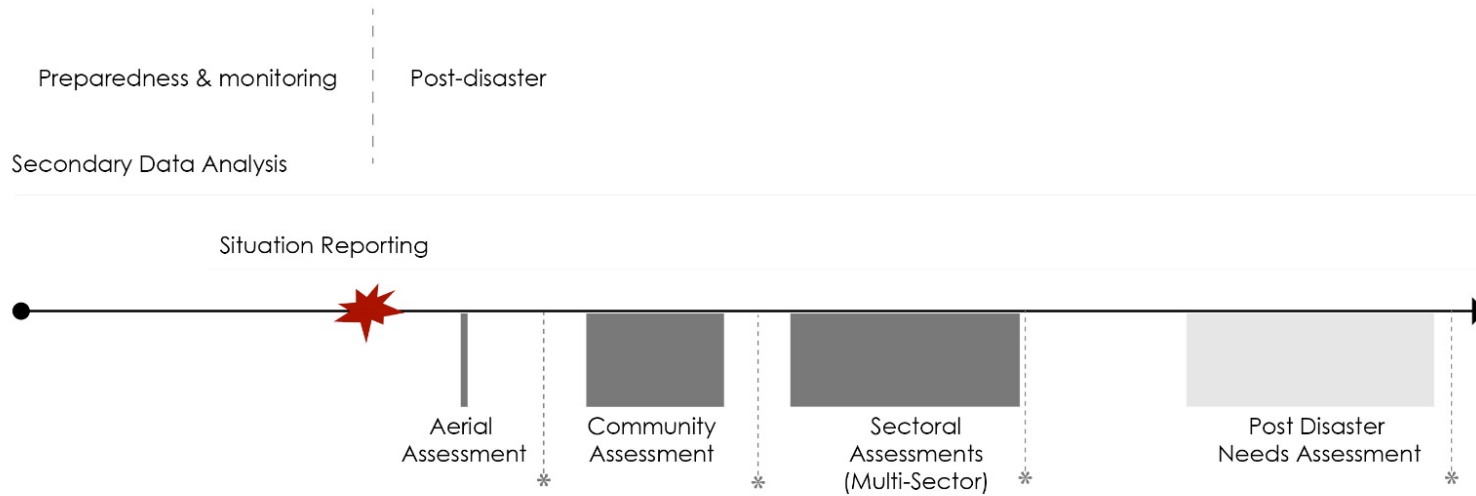 Preparedness & monitoring
Post-disaster
Secondary Data Analysis
Situation Reporting
Aerial
Assessment
*
Community
Assessment
*
Sectoral
Assessments
(Multi-Sector)
*
Post Disaster
Needs Assessment
*